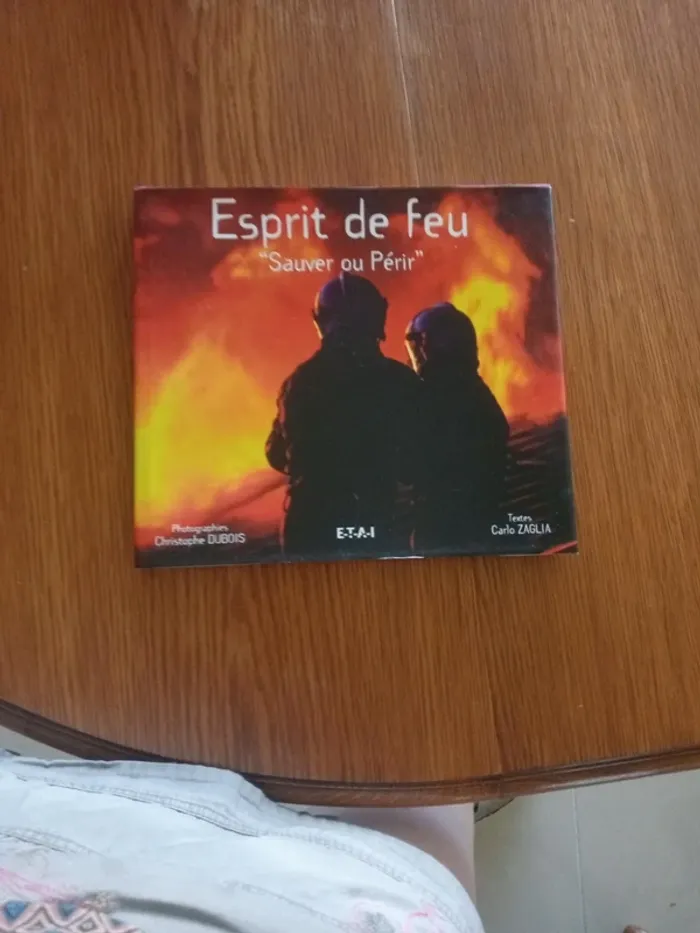 Esprit de feu
"Sauver ou Périr"
Photographies
Christophe DUBOIS
E-T-A-I
Textes
Carlo ZAGLIA